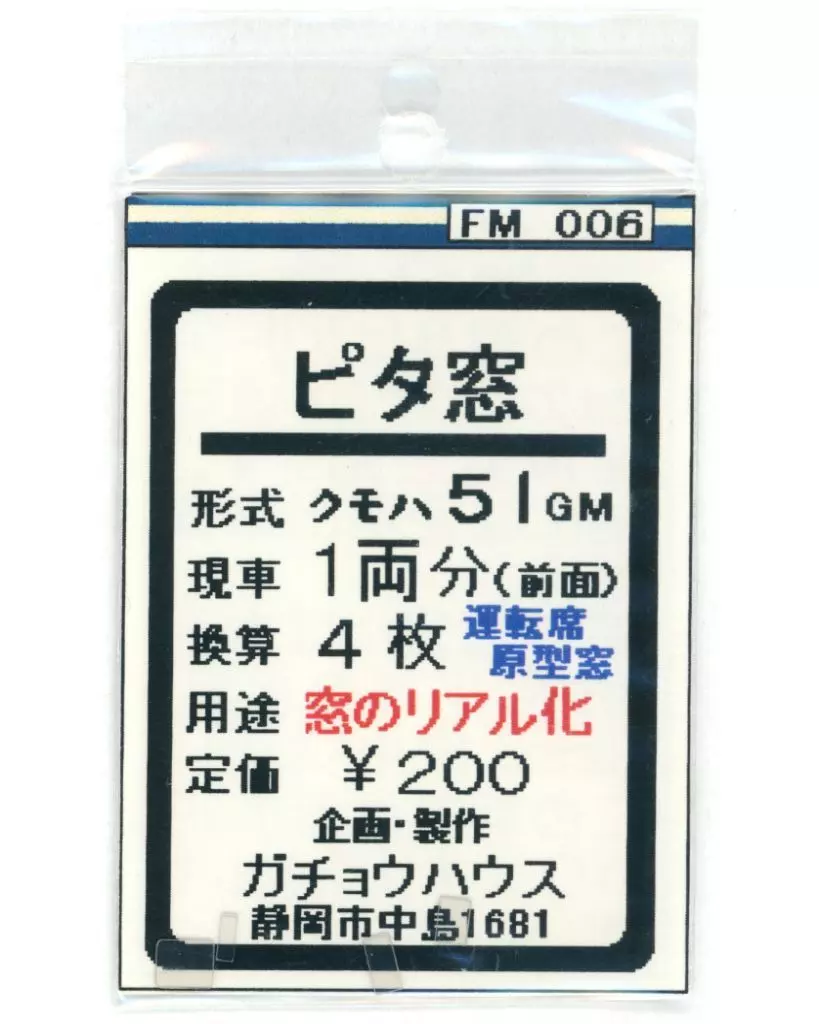 FM 006
ピタ窓
形式 クモハ51GM
現車 1両分(前面)
換算 4枚 運転席
原型窓
用途 窓のリアル化
定価 ¥200
企画・製作
ガチョウハウス
静岡市中島1681